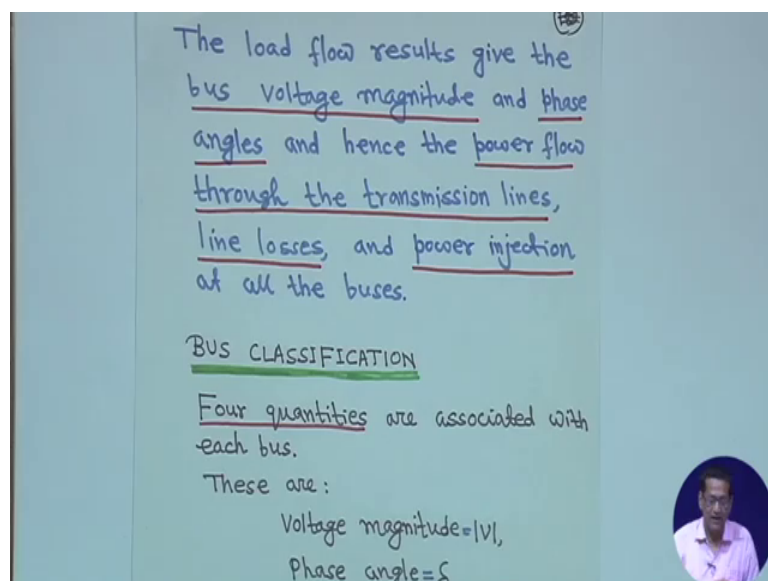 The load flow results give the
bus voltage magnitude and phase
angles and hence the power flow
through the transmission lines,
line losses, and power injection
at all the buses.
BUS CLASSIFICATION
Four quantities are associated with
each bus.
These are:
Voltage magnitude=|V|,
Phase angle=δ